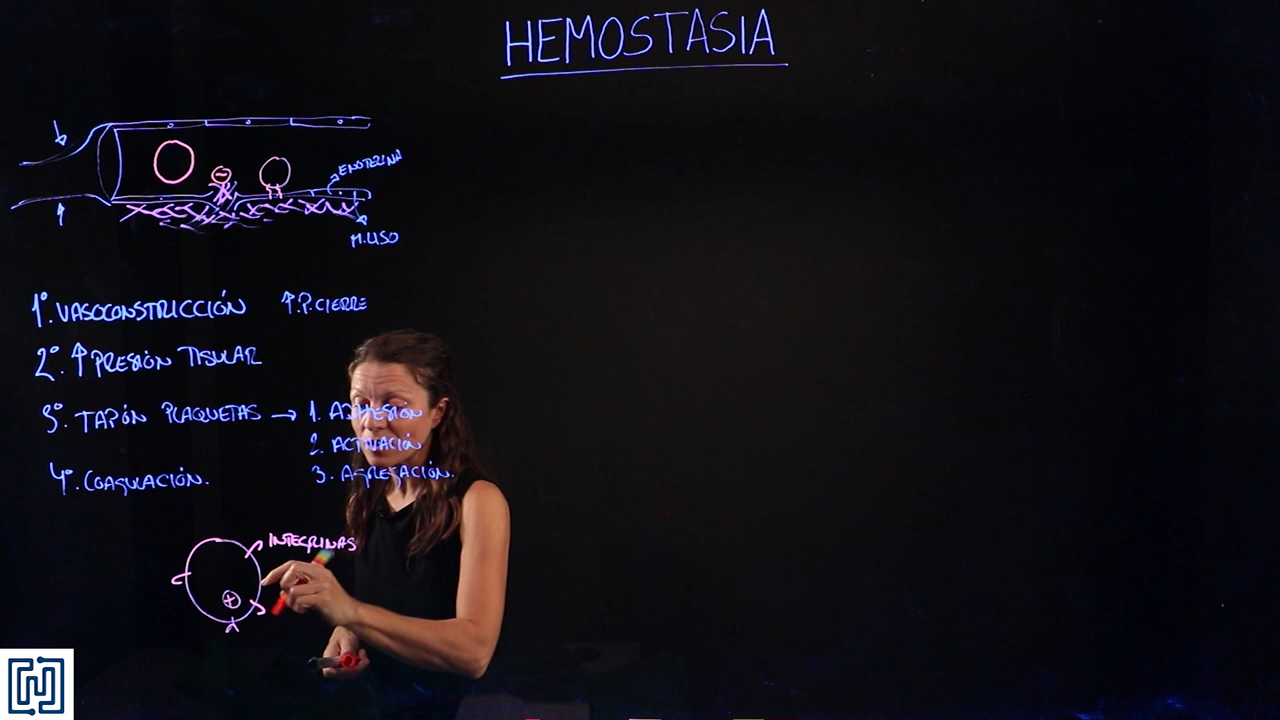 HEMOSTASIA
ENDOTELINA
M.LISO
1º. VASOCONSTRICCIÓN ↑P.CIERRE
2º. ↑ PRESIÓN TISULAR
3º. TAPÓN PLAQUETAS → 1. ADHESIÓN
2. ACTIVACIÓN
4º. COAGULACIÓN. 3. AGREGACIÓN.
INTEGRINAS
+